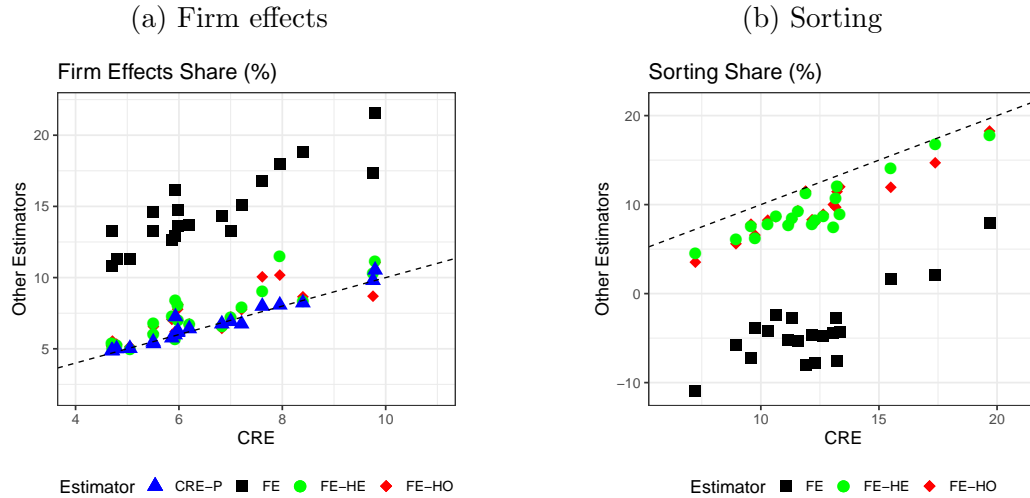 (a) Firm effects
Firm Effects Share (%)
Other Estimators
20
15
10
5
4
6
8
10
CRE
Estimator CRE−P FE FE−HE FE−HO
(b) Sorting
Sorting Share (%)
Other Estimators
20
10
0
−10
10
15
20
CRE
Estimator FE FE−HE FE−HO